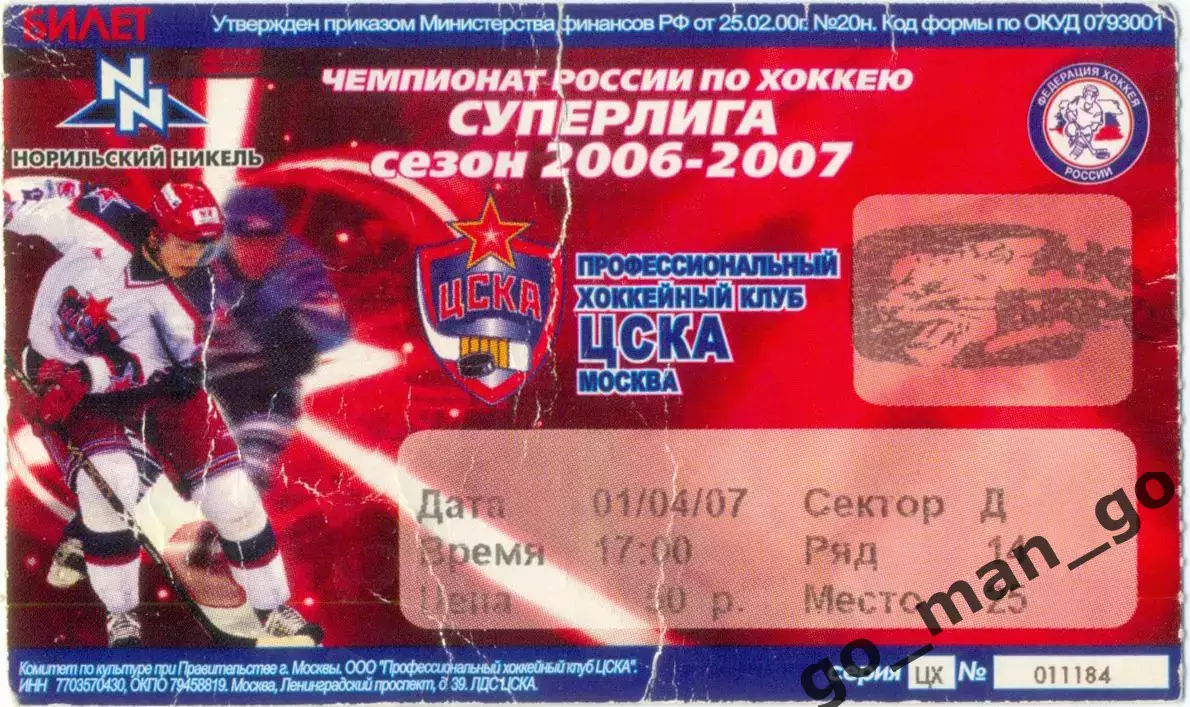 БИЛЕТ
Утвержден приказом Министерства финансов РФ от 25.02.00г. №20н. Код формы по ОКУД 0793001
NN
НОРИЛЬСКИЙ НИКЕЛЬ
ЧЕМПИОНАТ РОССИИ ПО ХОККЕЮ
СУПЕРЛИГА
сезон 2006-2007
ФЕДЕРАЦИЯ ХОККЕЯ
РОССИИ
ЦСКА
ПРОФЕССИОНАЛЬНЫЙ
ХОККЕЙНЫЙ КЛУБ
ЦСКА
МОСКВА
Дата 01/04/07 Сектор Д
Время 17:00 Ряд 14
Цена 50 р. Место 25
Комитет по культуре при Правительстве г. Москвы. ООО "Профессиональный хоккейный клуб ЦСКА".
ИНН 7703570430, ОКПО 79458819. Москва, Ленинградский проспект, д. 39. ЛДС ЦСКА.
серия ЦХ № 011184
go_man_go